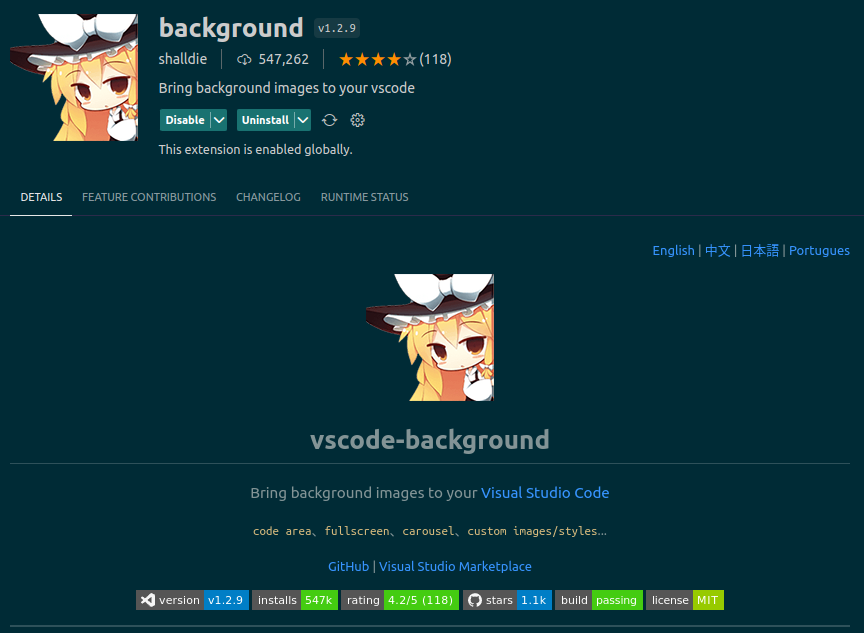 background v1.2.9
shalldie 547,262 (118)
Bring background images to your vscode
Disable Uninstall
This extension is enabled globally.
DETAILS FEATURE CONTRIBUTIONS CHANGELOG RUNTIME STATUS
English | 中文 | 日本語 | Portugues
vscode-background
Bring background images to your Visual Studio Code
code area、fullscreen、carousel、custom images/styles…
GitHub | Visual Studio Marketplace
version v1.2.9 installs 547k rating 4.2/5 (118) stars 1.1k build passing license MIT